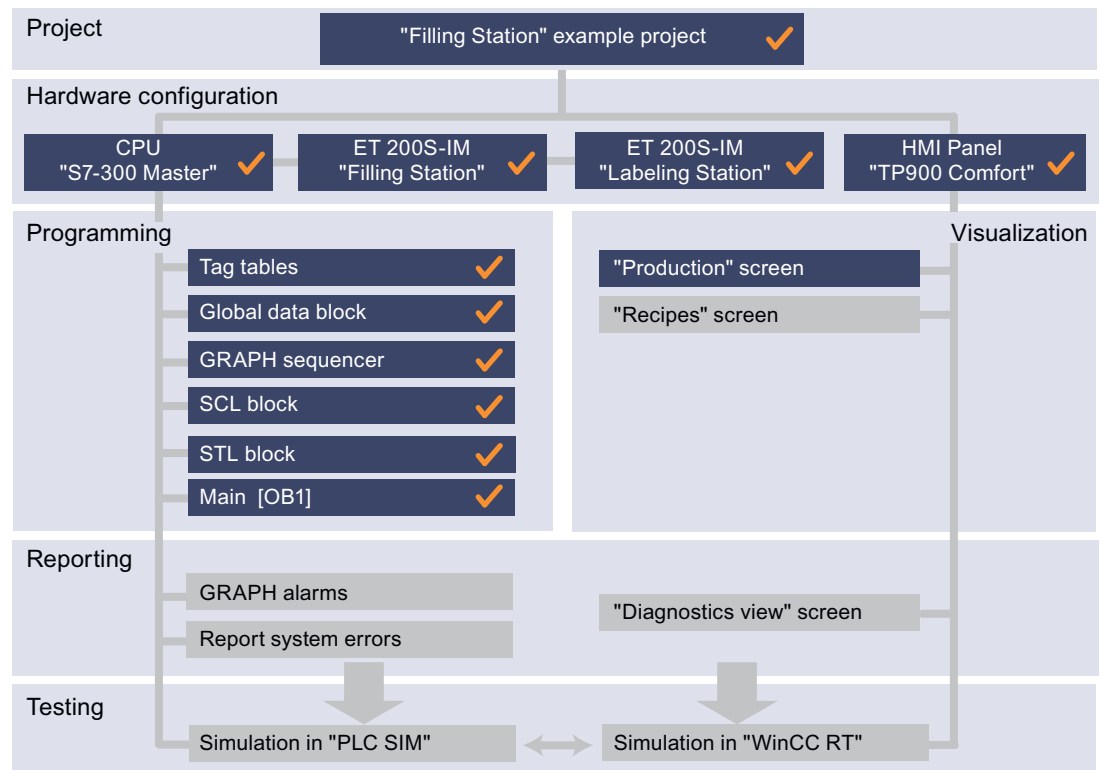 Project
"Filling Station" example project
Hardware configuration
CPU
"S7-300 Master"
ET 200S-IM
"Filling Station"
ET 200S-IM
"Labeling Station"
HMI Panel
"TP900 Comfort"
Programming
Visualization
Tag tables
Global data block
GRAPH sequencer
SCL block
STL block
Main [OB1]
"Production" screen
"Recipes" screen
Reporting
GRAPH alarms
Report system errors
"Diagnostics view" screen
Testing
Simulation in "PLC SIM"
Simulation in "WinCC RT"